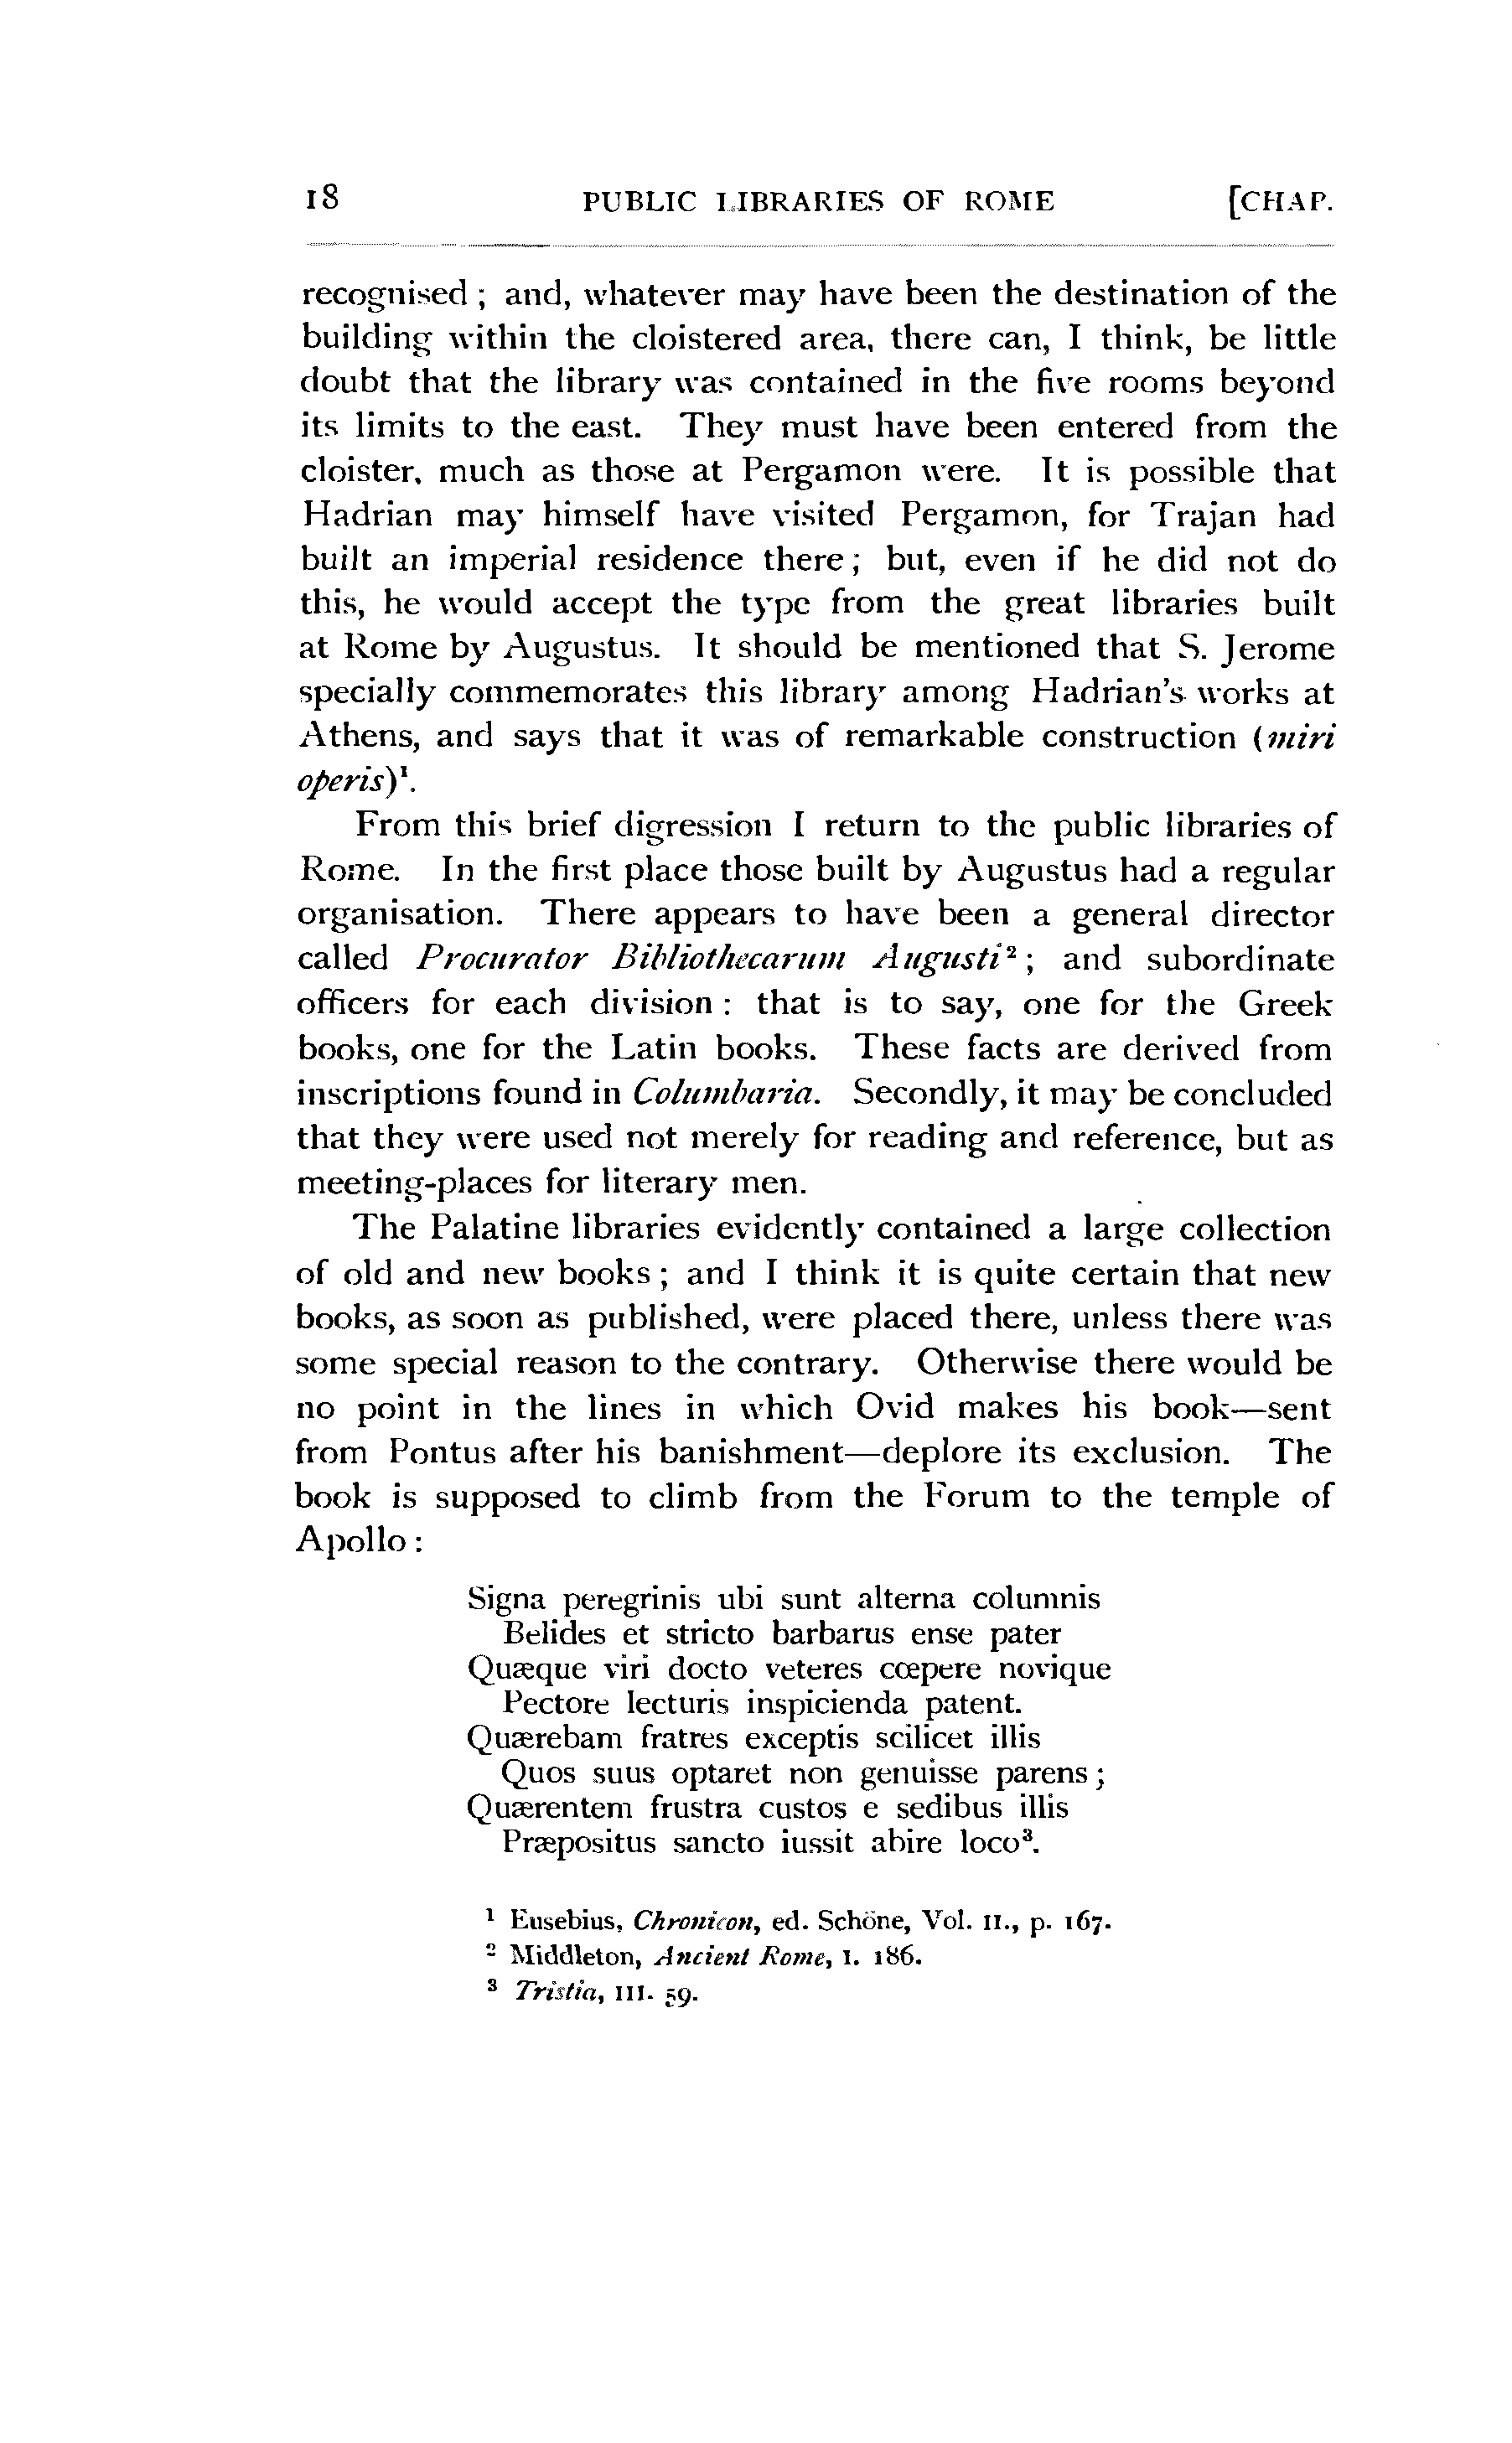 18 PUBLIC LIBRARIES OF ROME [CHAP.
recognised ; and, whatever may have been the destination of the
building within the cloistered area, there can, I think, be little
doubt that the library was contained in the five rooms beyond
its limits to the east. They must have been entered from the
cloister, much as those at Pergamon were. It is possible that
Hadrian may himself have visited Pergamon, for Trajan had
built an imperial residence there ; but, even if he did not do
this, he would accept the type from the great libraries built
at Rome by Augustus. It should be mentioned that S. Jerome
specially commemorates this library among Hadrian's works at
Athens, and says that it was of remarkable construction (miri
operis)¹.
From this brief digression I return to the public libraries of
Rome. In the first place those built by Augustus had a regular
organisation. There appears to have been a general director
called Procurator Bibliothecarum Augusti² ; and subordinate
officers for each division : that is to say, one for the Greek
books, one for the Latin books. These facts are derived from
inscriptions found in Columbaria. Secondly, it may be concluded
that they were used not merely for reading and reference, but as
meeting-places for literary men.
The Palatine libraries evidently contained a large collection
of old and new books ; and I think it is quite certain that new
books, as soon as published, were placed there, unless there was
some special reason to the contrary. Otherwise there would be
no point in the lines in which Ovid makes his book—sent
from Pontus after his banishment—deplore its exclusion. The
book is supposed to climb from the Forum to the temple of
Apollo :
Signa peregrinis ubi sunt alterna columnis
Belides et stricto barbarus ense pater
Quæque viri docto veteres cœpere novique
Pectore lecturis inspicienda patent.
Quærebam fratres exceptis scilicet illis
Quos suus optaret non genuisse parens ;
Quærentem frustra custos e sedibus illis
Præpositus sancto iussit abire loco³.
¹ Eusebius, Chronicon, ed. Schöne, Vol. II., p. 167.
² Middleton, Ancient Rome, I. 186.
³ Tristia, III. 59.